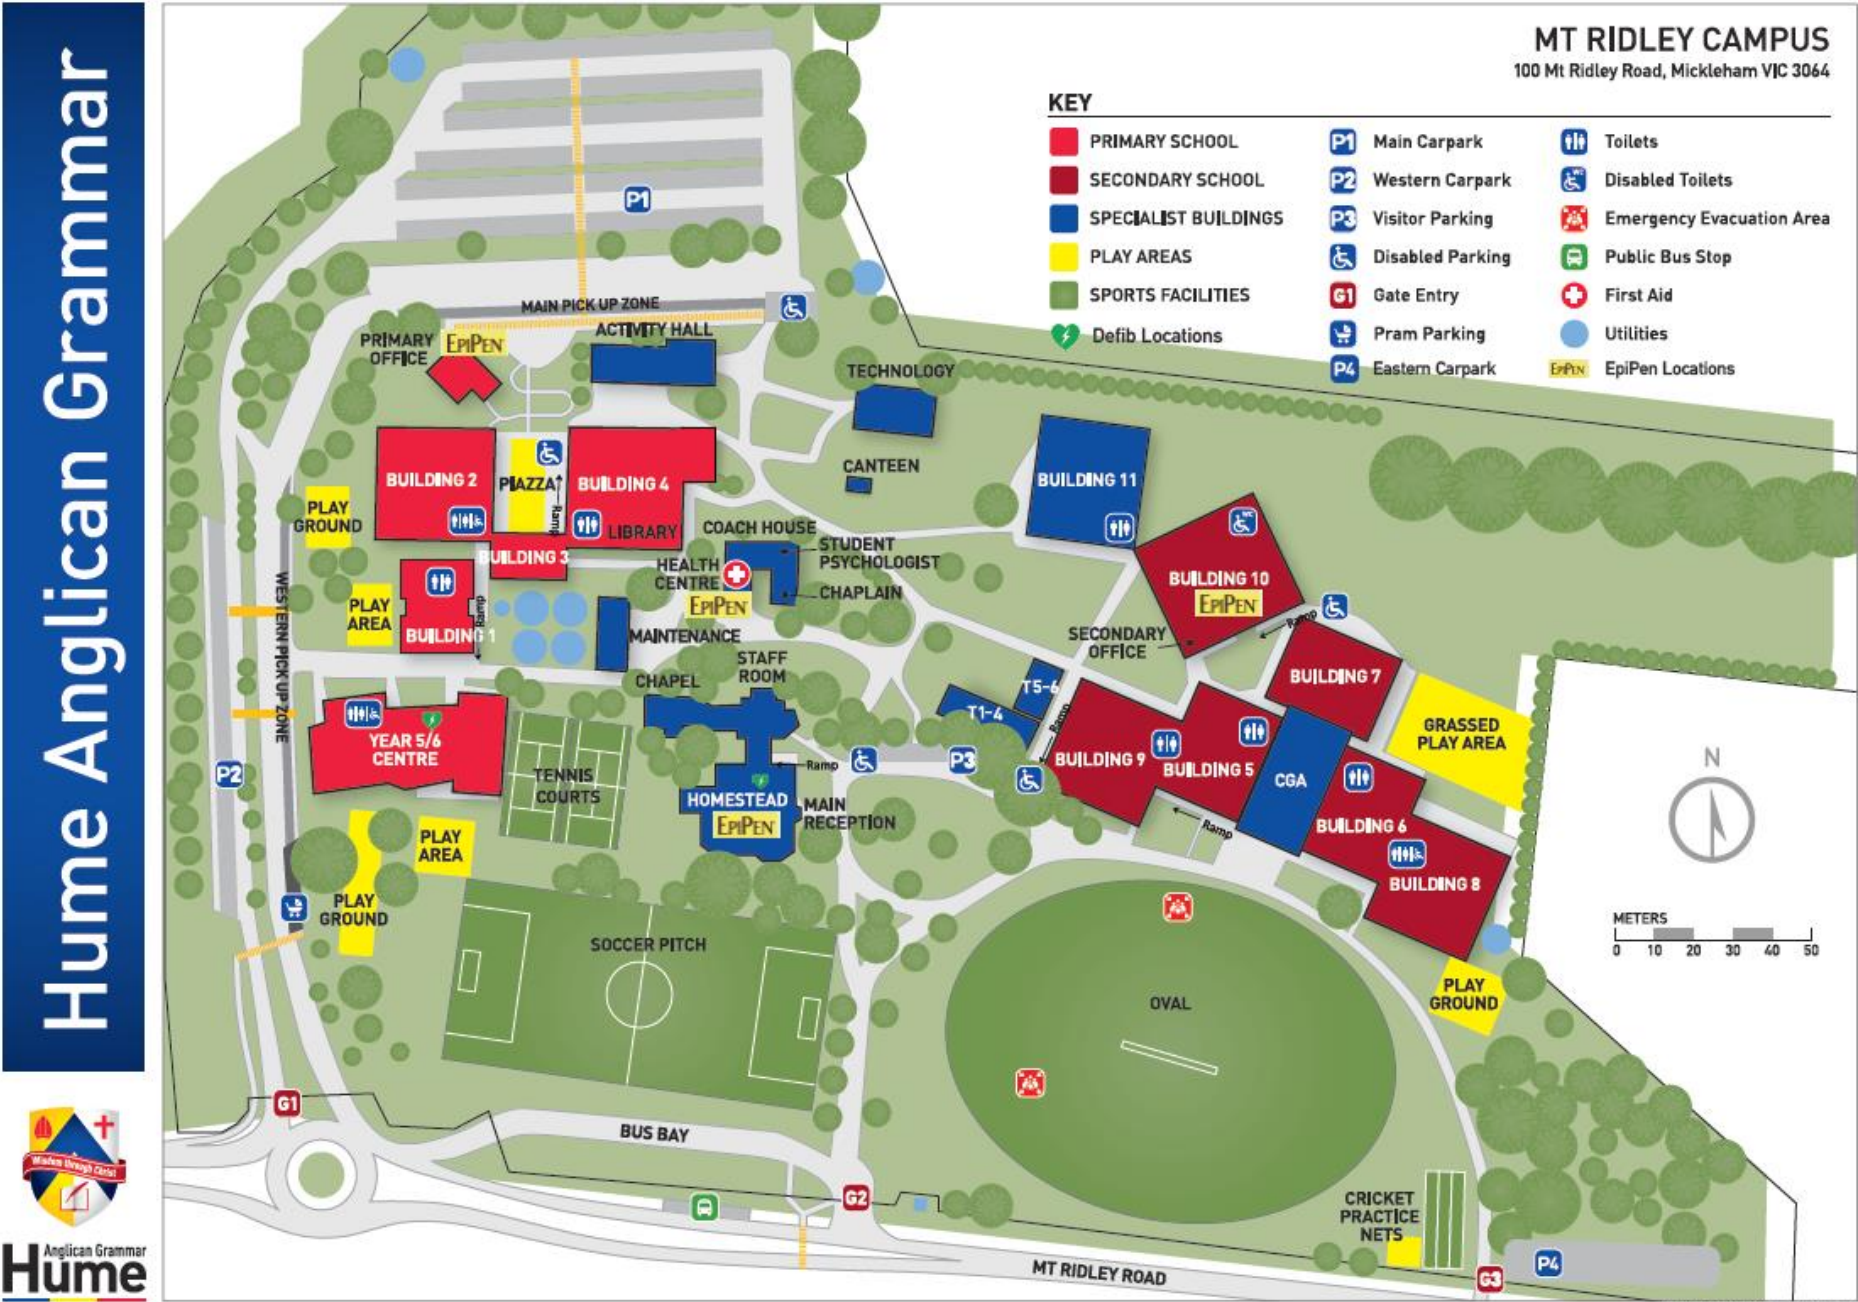 Hume Anglican Grammar
MT RIDLEY CAMPUS
100 Mt Ridley Road, Mickleham VIC 3064
KEY
PRIMARY SCHOOL
SECONDARY SCHOOL
SPECIALIST BUILDINGS
PLAY AREAS
SPORTS FACILITIES
Defib Locations
P1 Main Carpark
P2 Western Carpark
P3 Visitor Parking
Disabled Parking
G1 Gate Entry
Pram Parking
P4 Eastern Carpark
Toilets
WC Disabled Toilets
Emergency Evacuation Area
Public Bus Stop
First Aid
Utilities
EPIPEN EpiPen Locations
P1
MAIN PICK UP ZONE
PRIMARY
OFFICE
EPIPEN
ACTIVITY HALL
TECHNOLOGY
CANTEEN
BUILDING 2
PIAZZA
Ramp
BUILDING 4
LIBRARY
BUILDING 3
PLAY
GROUND
PLAY
AREA
BUILDING 1
Ramp
WESTERN PICK UP ZONE
COACH HOUSE
STUDENT
PSYCHOLOGIST
HEALTH
CENTRE
EPIPEN
CHAPLAIN
MAINTENANCE
BUILDING 11
WC
BUILDING 10
EPIPEN
SECONDARY
OFFICE
Ramp
BUILDING 7
GRASSED
PLAY AREA
STAFF
ROOM
CHAPEL
T5-6
T1-4
Ramp
BUILDING 9
BUILDING 5
CGA
BUILDING 6
BUILDING 8
Ramp
YEAR 5/6
CENTRE
TENNIS
COURTS
P2
Ramp
P3
HOMESTEAD
EPIPEN
MAIN
RECEPTION
PLAY
AREA
PLAY
GROUND
SOCCER PITCH
OVAL
PLAY
GROUND
N
METERS
0 10 20 30 40 50
G1
BUS BAY
G2
CRICKET
PRACTICE
NETS
MT RIDLEY ROAD
G3
P4
Wisdom through Christ
Anglican Grammar
Hume